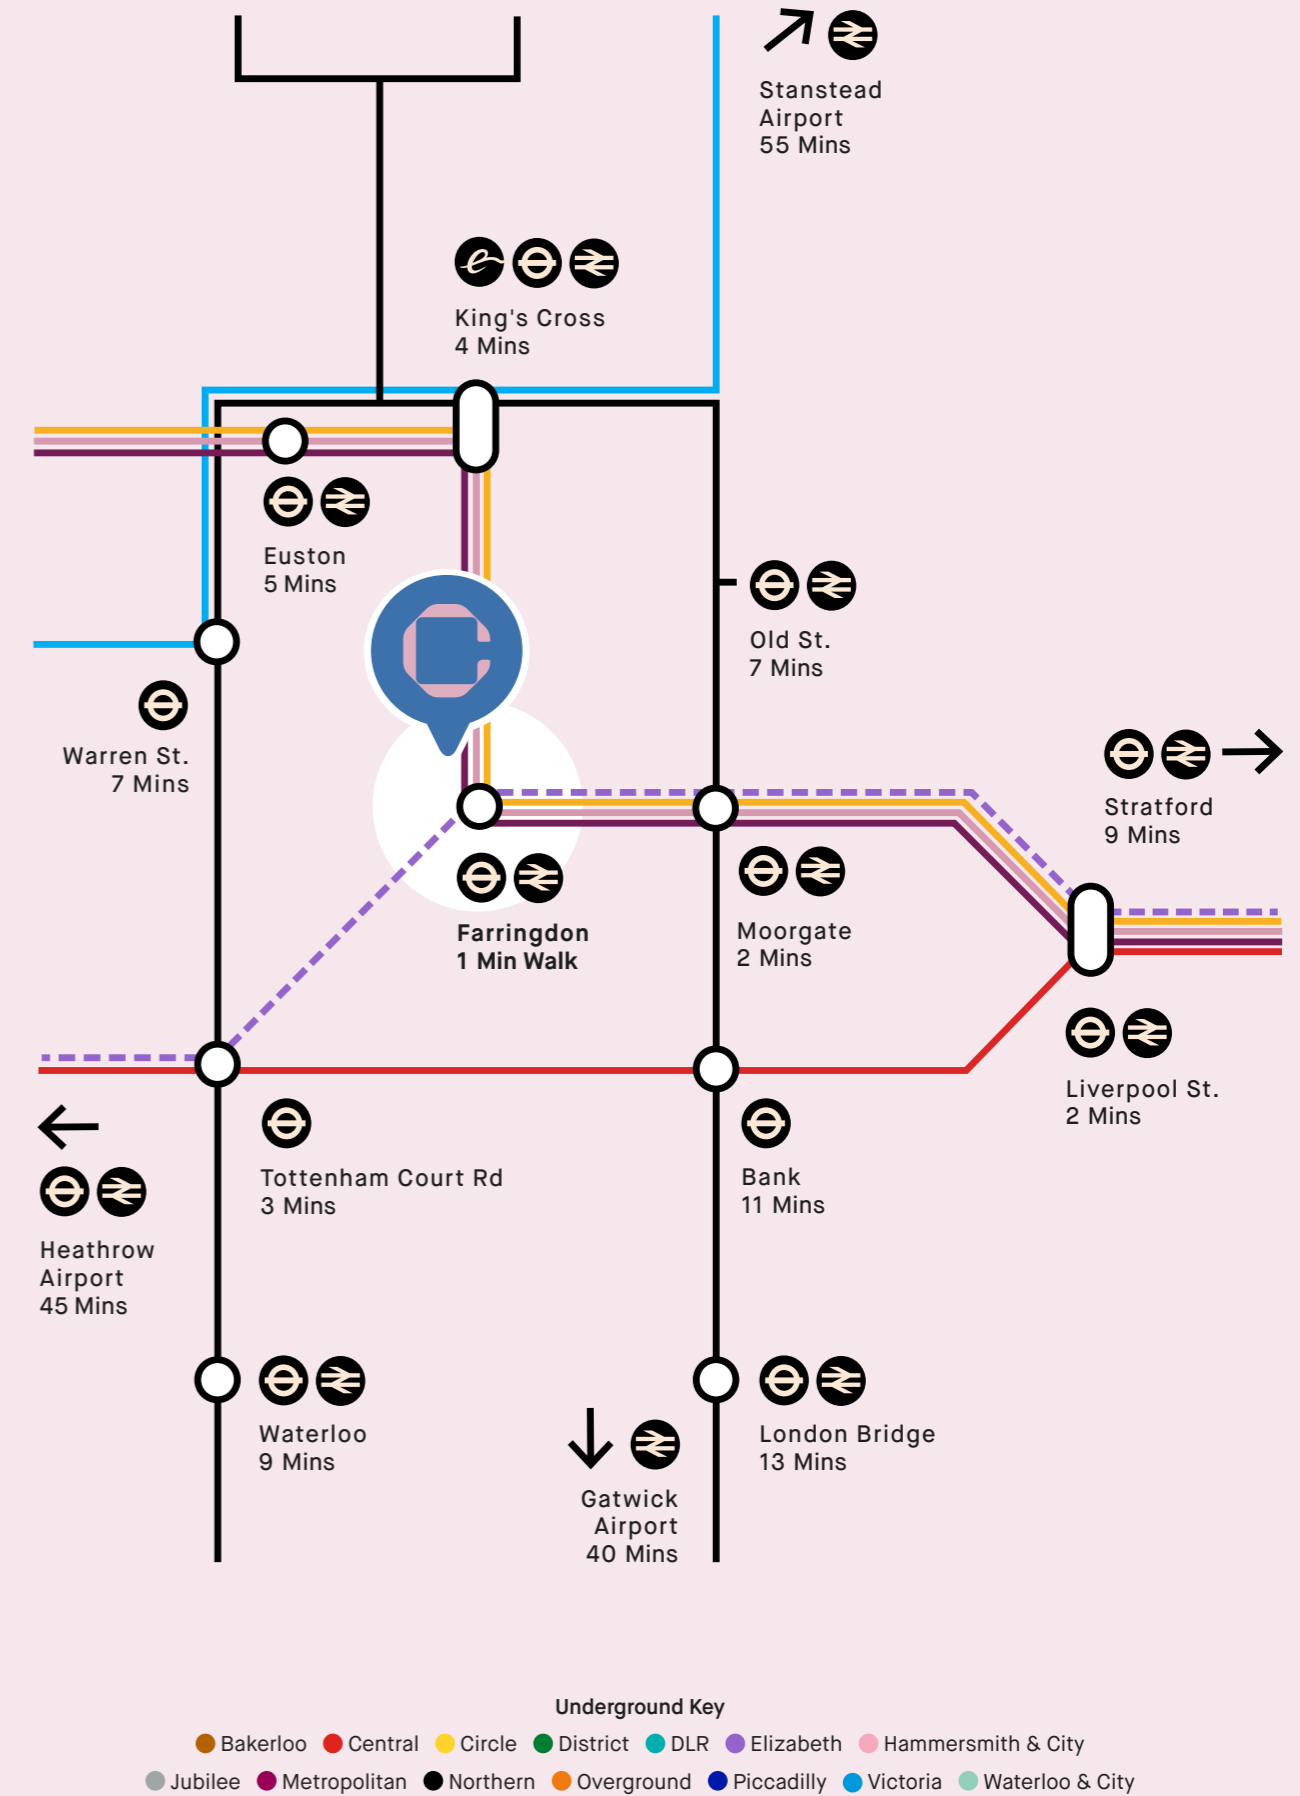 Stanstead
Airport
55 Mins
King's Cross
4 Mins
Euston
5 Mins
Old St.
7 Mins
Warren St.
7 Mins
Stratford
9 Mins
Farringdon
1 Min Walk
Moorgate
2 Mins
Liverpool St.
2 Mins
Tottenham Court Rd
3 Mins
Bank
11 Mins
Heathrow
Airport
45 Mins
Waterloo
9 Mins
London Bridge
13 Mins
Gatwick
Airport
40 Mins
Underground Key
Bakerloo Central Circle District DLR Elizabeth Hammersmith & City
Jubilee Metropolitan Northern Overground Piccadilly Victoria Waterloo & City